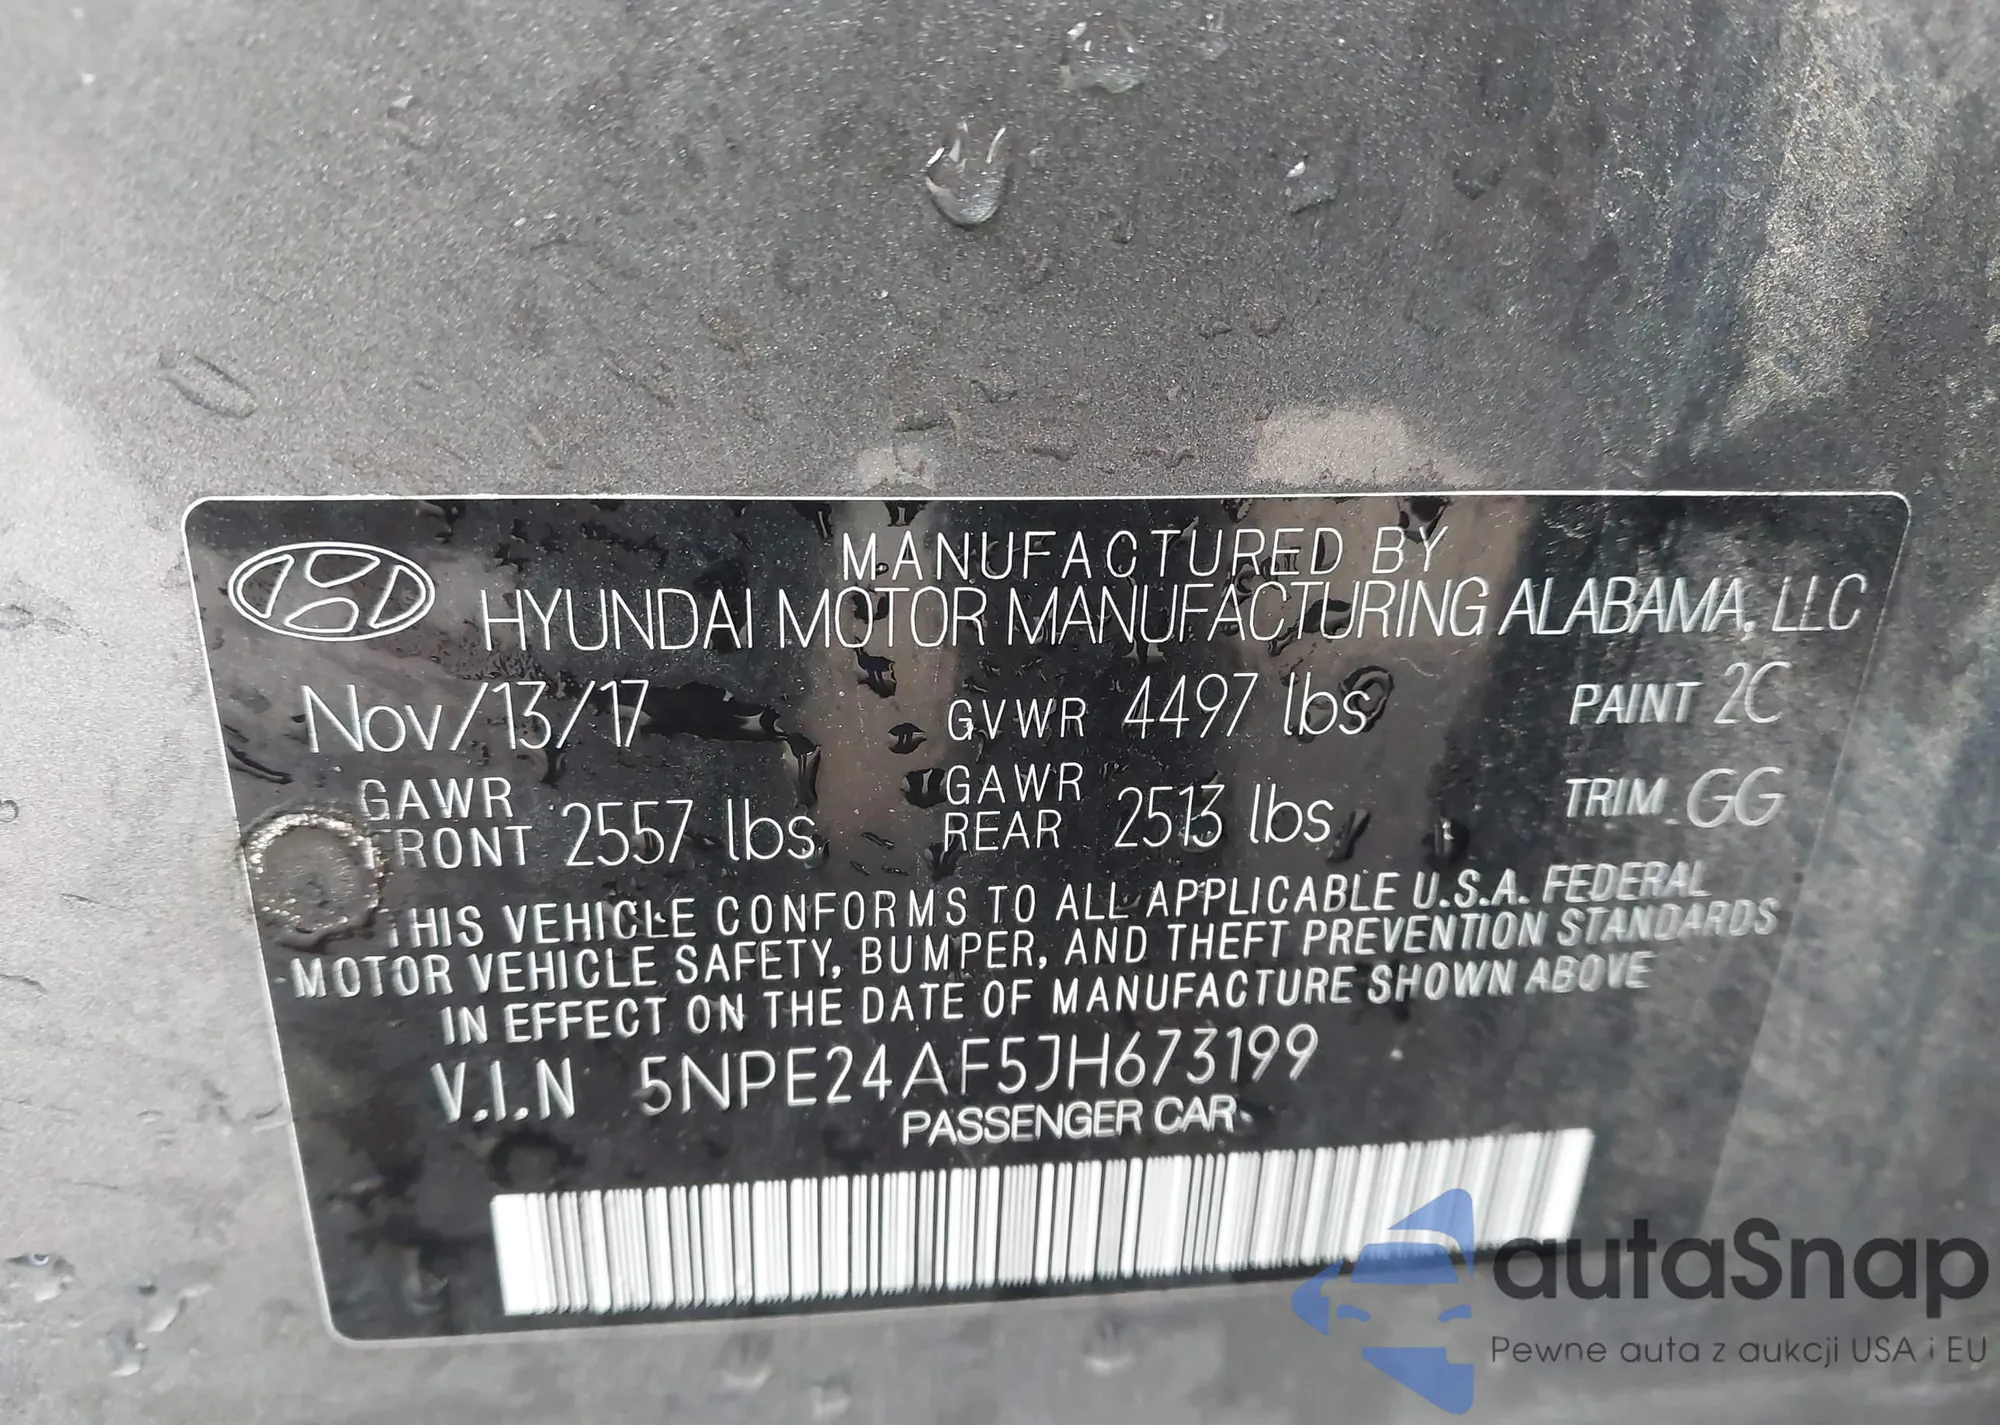 MANUFACTURED BY
HYUNDAI MOTOR MANUFACTURING ALABAMA, LLC
Nov/13/17 GVWR 4497 lbs PAINT 2C
GAWR FRONT 2557 lbs GAWR REAR 2513 lbs TRIM GG
THIS VEHICLE CONFORMS TO ALL APPLICABLE U.S.A. FEDERAL
MOTOR VEHICLE SAFETY, BUMPER, AND THEFT PREVENTION STANDARDS
IN EFFECT ON THE DATE OF MANUFACTURE SHOWN ABOVE
V.I.N 5NPE24AF5JH673199
PASSENGER CAR
autaSnap
Pewne auta z aukcji USA i EU